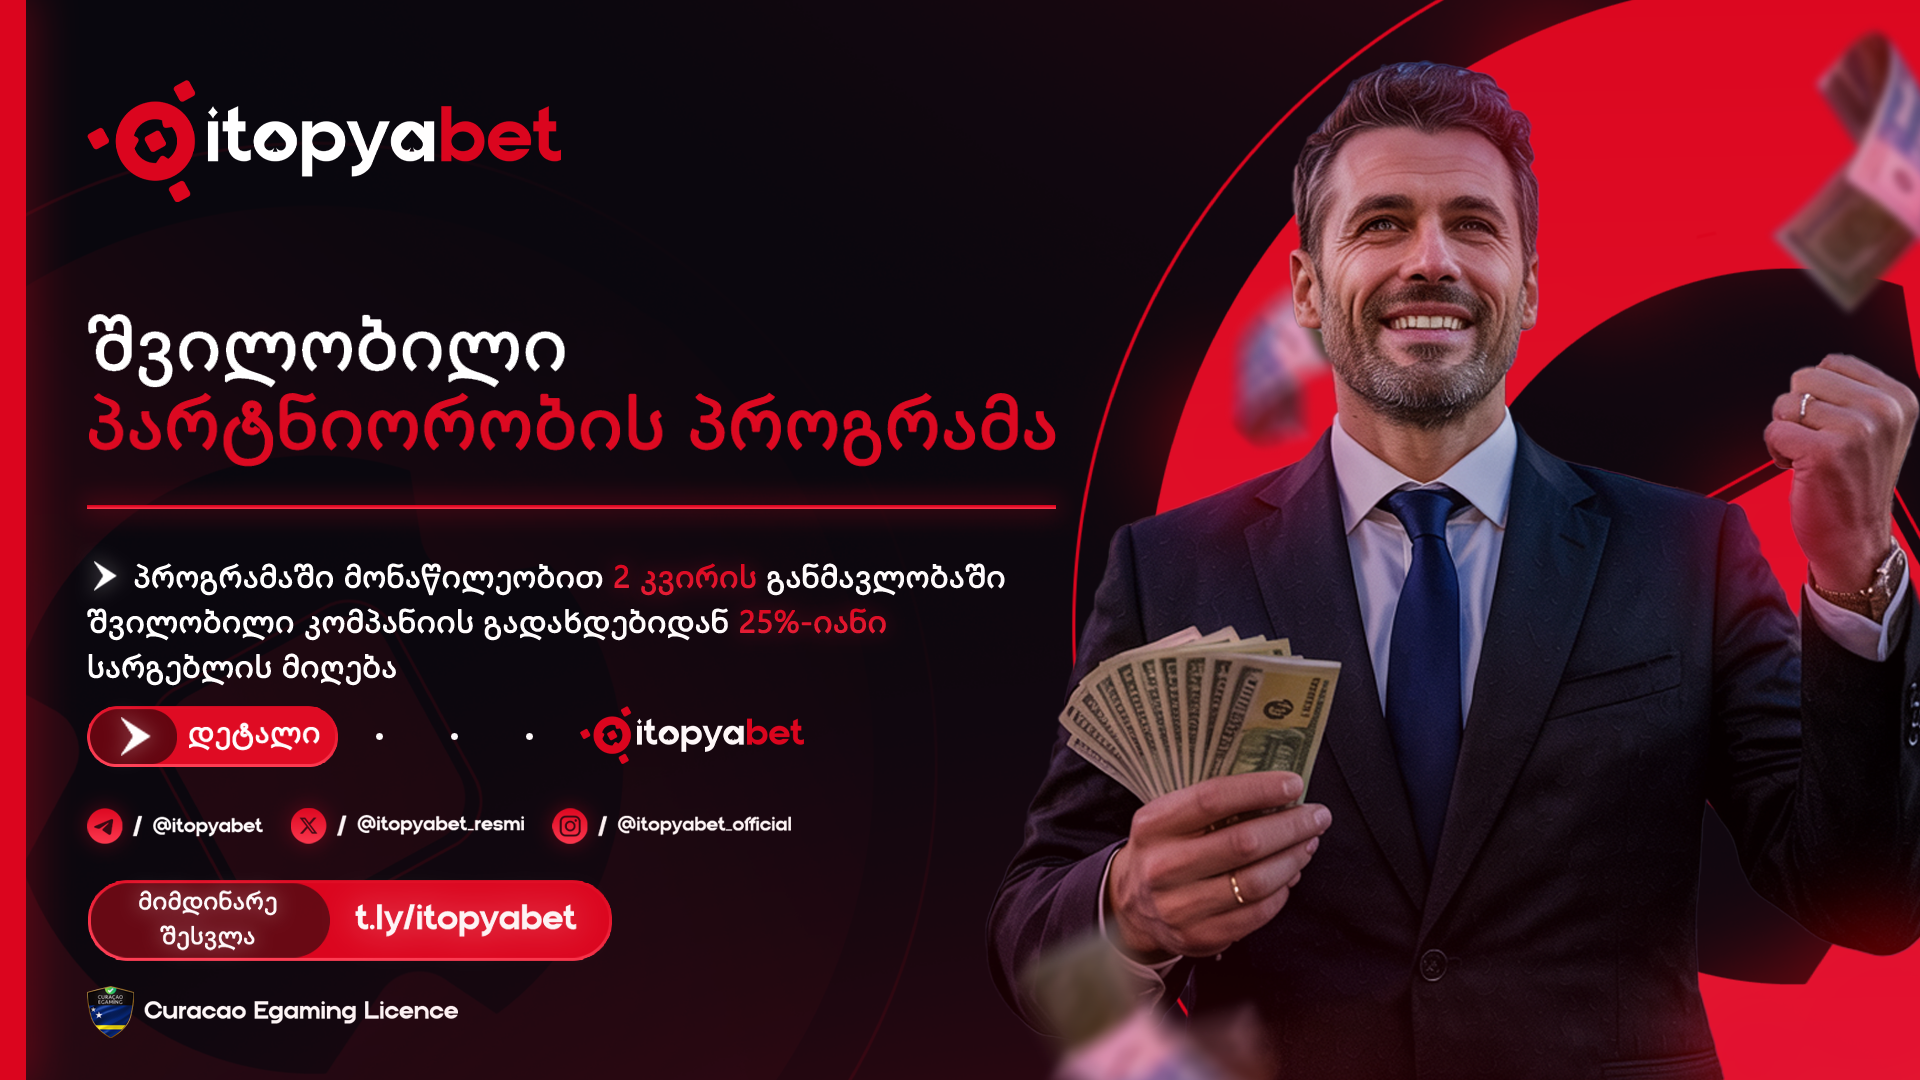 itopyabet
შვილობილი
პარტნიორობის პროგრამა
პროგრამაში მონაწილეობით 2 კვირის განმავლობაში
შვილობილი კომპანიის გადახდებიდან 25%-იანი
სარგებლის მიღება
დეტალი
itopyabet
/ @itopyabet / @itopyabet_resmi / @itopyabet_official
მიმდინარე
შესვლა
t.ly/itopyabet
CURAÇAO
EGAMING
Curacao Egaming Licence